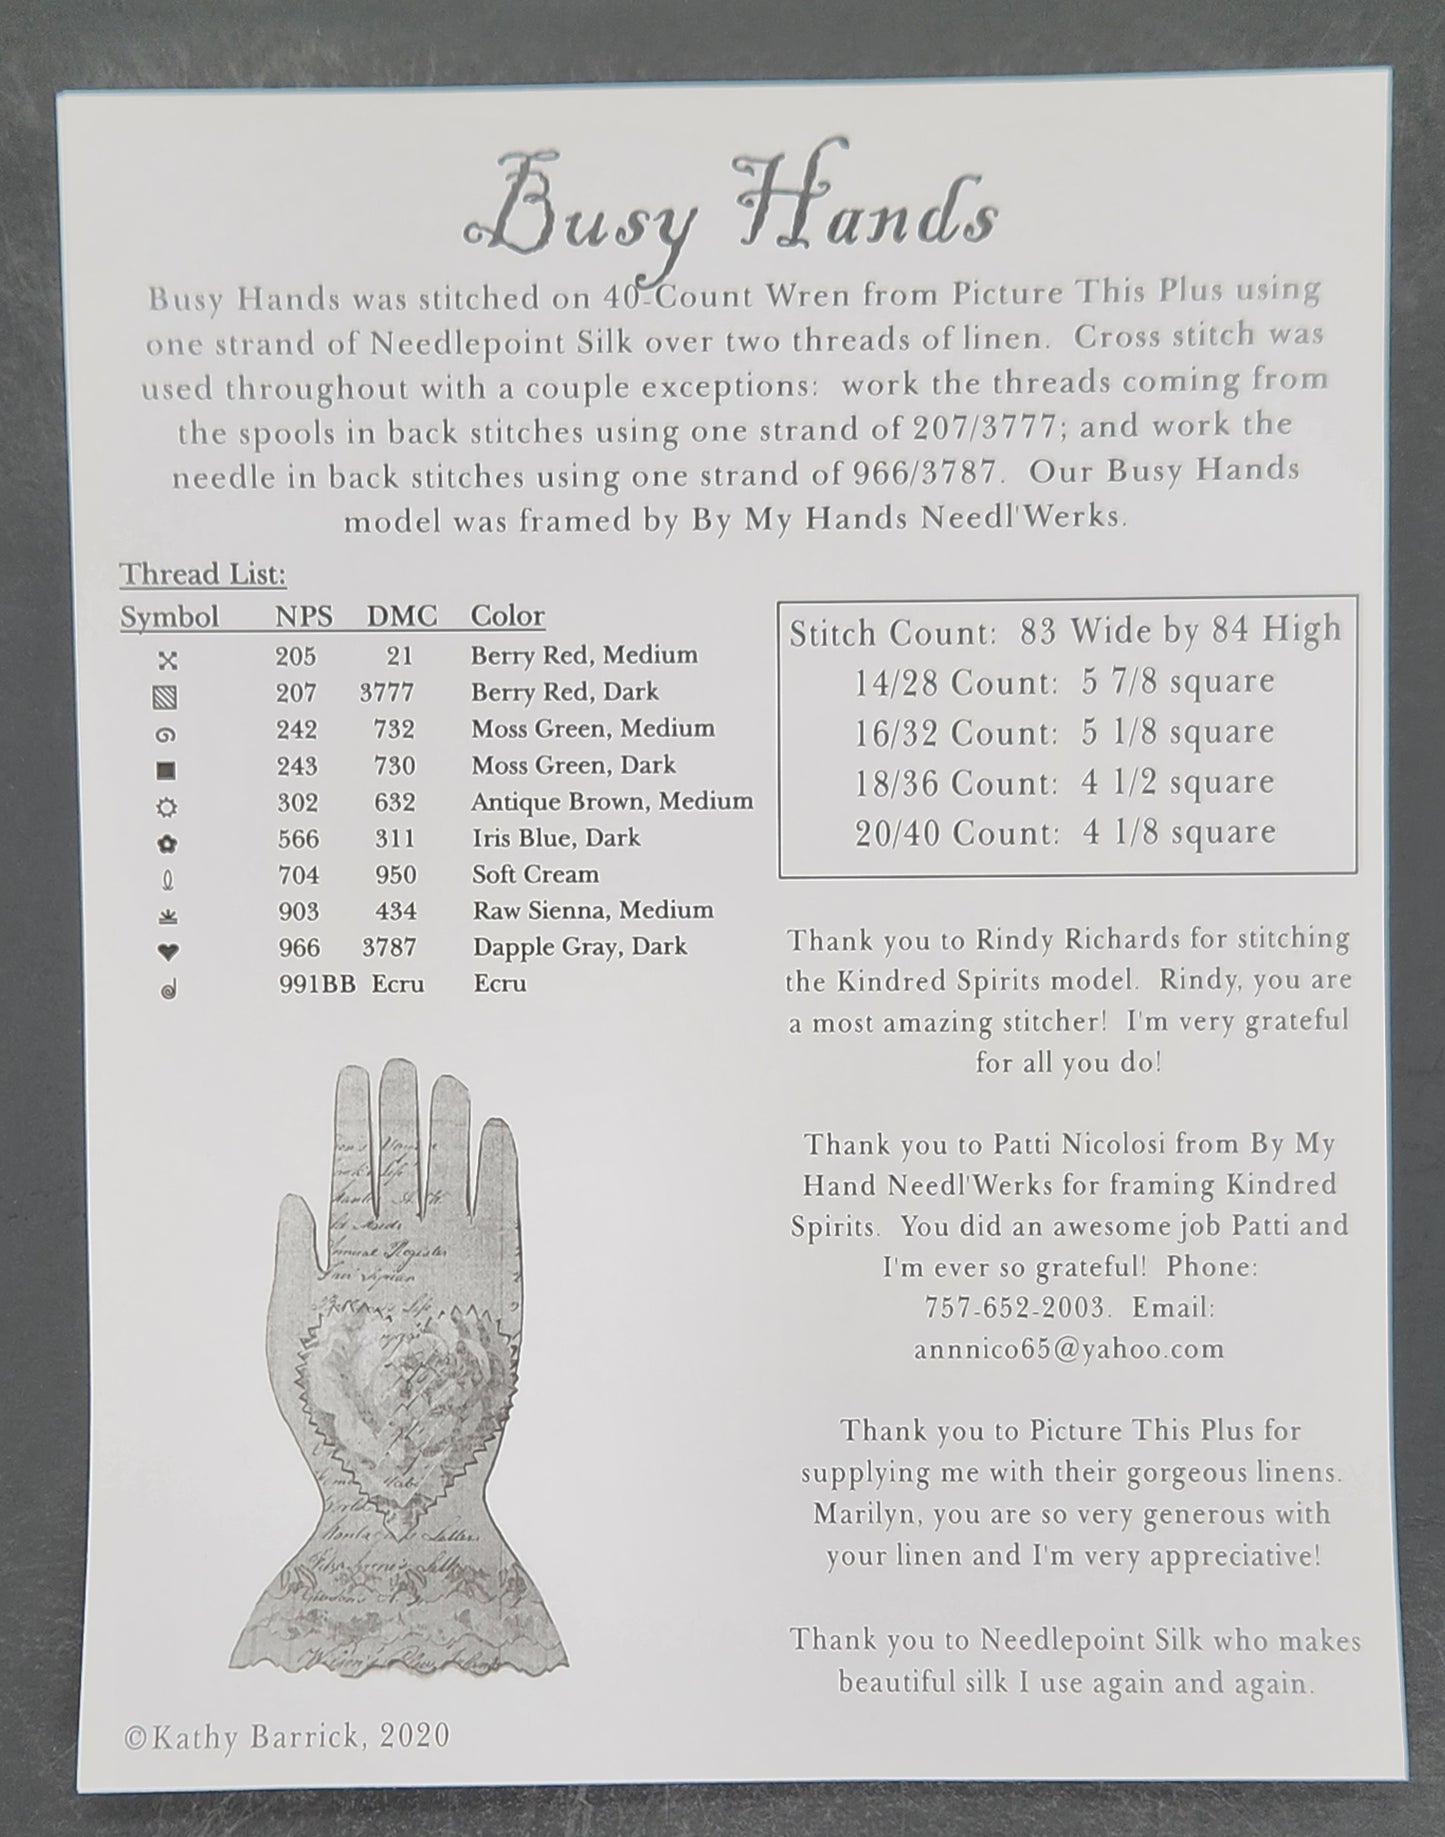 Busy Hands
Busy Hands was stitched on 40-Count Wren from Picture This Plus using
one strand of Needlepoint Silk over two threads of linen. Cross stitch was
used throughout with a couple exceptions: work the threads coming from
the spools in back stitches using one strand of 207/3777; and work the
needle in back stitches using one strand of 966/3787. Our Busy Hands
model was framed by By My Hands Needl'Werks.
Thread List:
Symbol NPS DMC Color
205 21 Berry Red, Medium
207 3777 Berry Red, Dark
242 732 Moss Green, Medium
243 730 Moss Green, Dark
302 632 Antique Brown, Medium
566 311 Iris Blue, Dark
704 950 Soft Cream
903 434 Raw Sienna, Medium
966 3787 Dapple Gray, Dark
991BB Ecru Ecru
Stitch Count: 83 Wide by 84 High
14/28 Count: 5 7/8 square
16/32 Count: 5 1/8 square
18/36 Count: 4 1/2 square
20/40 Count: 4 1/8 square
Thank you to Rindy Richards for stitching
the Kindred Spirits model. Rindy, you are
a most amazing stitcher! I'm very grateful
for all you do!
Thank you to Patti Nicolosi from By My
Hand Needl'Werks for framing Kindred
Spirits. You did an awesome job Patti and
I'm ever so grateful! Phone:
757-652-2003. Email:
annnico65@yahoo.com
Thank you to Picture This Plus for
supplying me with their gorgeous linens.
Marilyn, you are so very generous with
your linen and I'm very appreciative!
Thank you to Needlepoint Silk who makes
beautiful silk I use again and again.
Register
Life
©Kathy Barrick, 2020